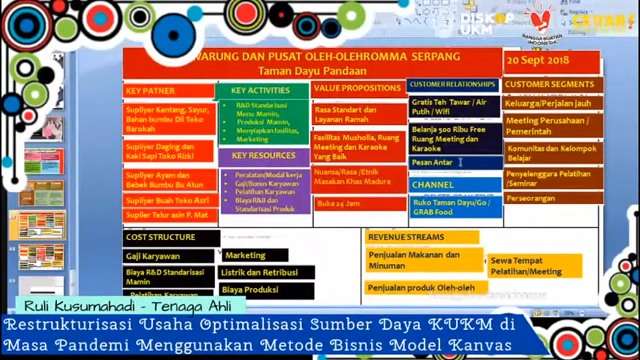 DISKOP UKM
BANGGA BUATAN INDONESIA
CETAR
WARUNG DAN PUSAT OLEH-OLEHROMMA SERPANG
Taman Dayu Pandaan
20 Sept 2018
KEY PATNER
Supliyer Kentang, Sayur,
Bahan bumbu Dll Toko
Barokah
Supliyer Daging dan
Kaki Sapi Toko Rizki
Supliyer Ayam dan
Bebek Bumbu Bu Atun
Supliyer Buah Toko Asri
Suplier Telur asin P. Mat
KEY ACTIVITIES
R&D Standarisasi
Menu Mamin,
Produksi Mamin,
Menyiapkan fasilitas,
Marketing
KEY RESOURCES
Peralatan/Modal kerja
Gaji/Bonus Karyawan
Pelatihan Karyawan
Biaya R&D dan
Standarisasi Produk
VALUE PROPOSITIONS
Rasa Standart dan
Layanan Ramah
Fasilitas Musholla, Ruang
Meeting dan Karaoke
Yang Baik
Nuansa/Rasa /Etnik
Masakan Khas Madura
Buka 24 Jam
CUSTOMER RELATIONSHIPS
Gratis Teh Tawar / Air
Putih / Wifi
Belanja 500 Ribu Free
Ruang Meeting dan
Karaoke
Pesan Antar
CHANNEL
Ruko Taman Dayu/Go /
GRAB Food
CUSTOMER SEGMENTS
Keluarga/Perjalan jauh
Meeting Perusahaan /
Pemerintah
Komunitas dan Kelompok
Belajar
Penyelenggara Pelatihan
/Seminar
Perseorangan
COST STRUCTURE
Gaji Karyawan
Biaya R&D Standarisasi
Mamin
Pelatihan Karyawan
Marketing
Listrik dan Retribusi
Biaya Produksi
REVENUE STREAMS
Penjualan Makanan dan
Minuman
Penjualan produk Oleh-oleh
Sewa Tempat
Pelatihan/Meeting
Ruli Kusumahadi - Tenaga Ahli
Restrukturisasi Usaha Optimalisasi Sumber Daya KUKM di
Masa Pandemi Menggunakan Metode Bisnis Model Kanvas